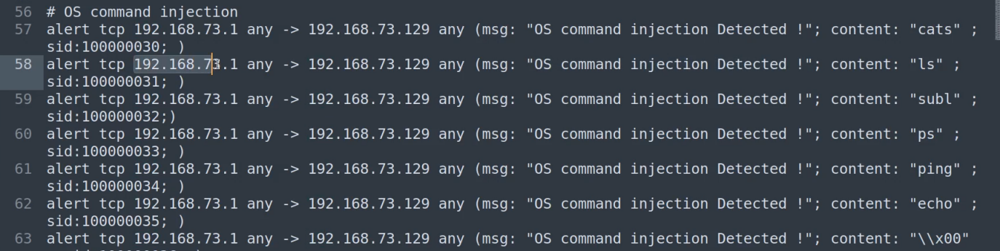 56 # OS command injection
57 alert tcp 192.168.73.1 any -> 192.168.73.129 any (msg: "OS command injection Detected !"; content: "cats" ;
sid:100000030; )
58 alert tcp 192.168.73.1 any -> 192.168.73.129 any (msg: "OS command injection Detected !"; content: "ls" ;
sid:100000031; )
59 alert tcp 192.168.73.1 any -> 192.168.73.129 any (msg: "OS command injection Detected !"; content: "subl" ;
sid:100000032;)
60 alert tcp 192.168.73.1 any -> 192.168.73.129 any (msg: "OS command injection Detected !"; content: "ps" ;
sid:100000033; )
61 alert tcp 192.168.73.1 any -> 192.168.73.129 any (msg: "OS command injection Detected !"; content: "ping" ;
sid:100000034; )
62 alert tcp 192.168.73.1 any -> 192.168.73.129 any (msg: "OS command injection Detected !"; content: "echo" ;
sid:100000035; )
63 alert tcp 192.168.73.1 any -> 192.168.73.129 any (msg: "OS command injection Detected !"; content: "\\x00"